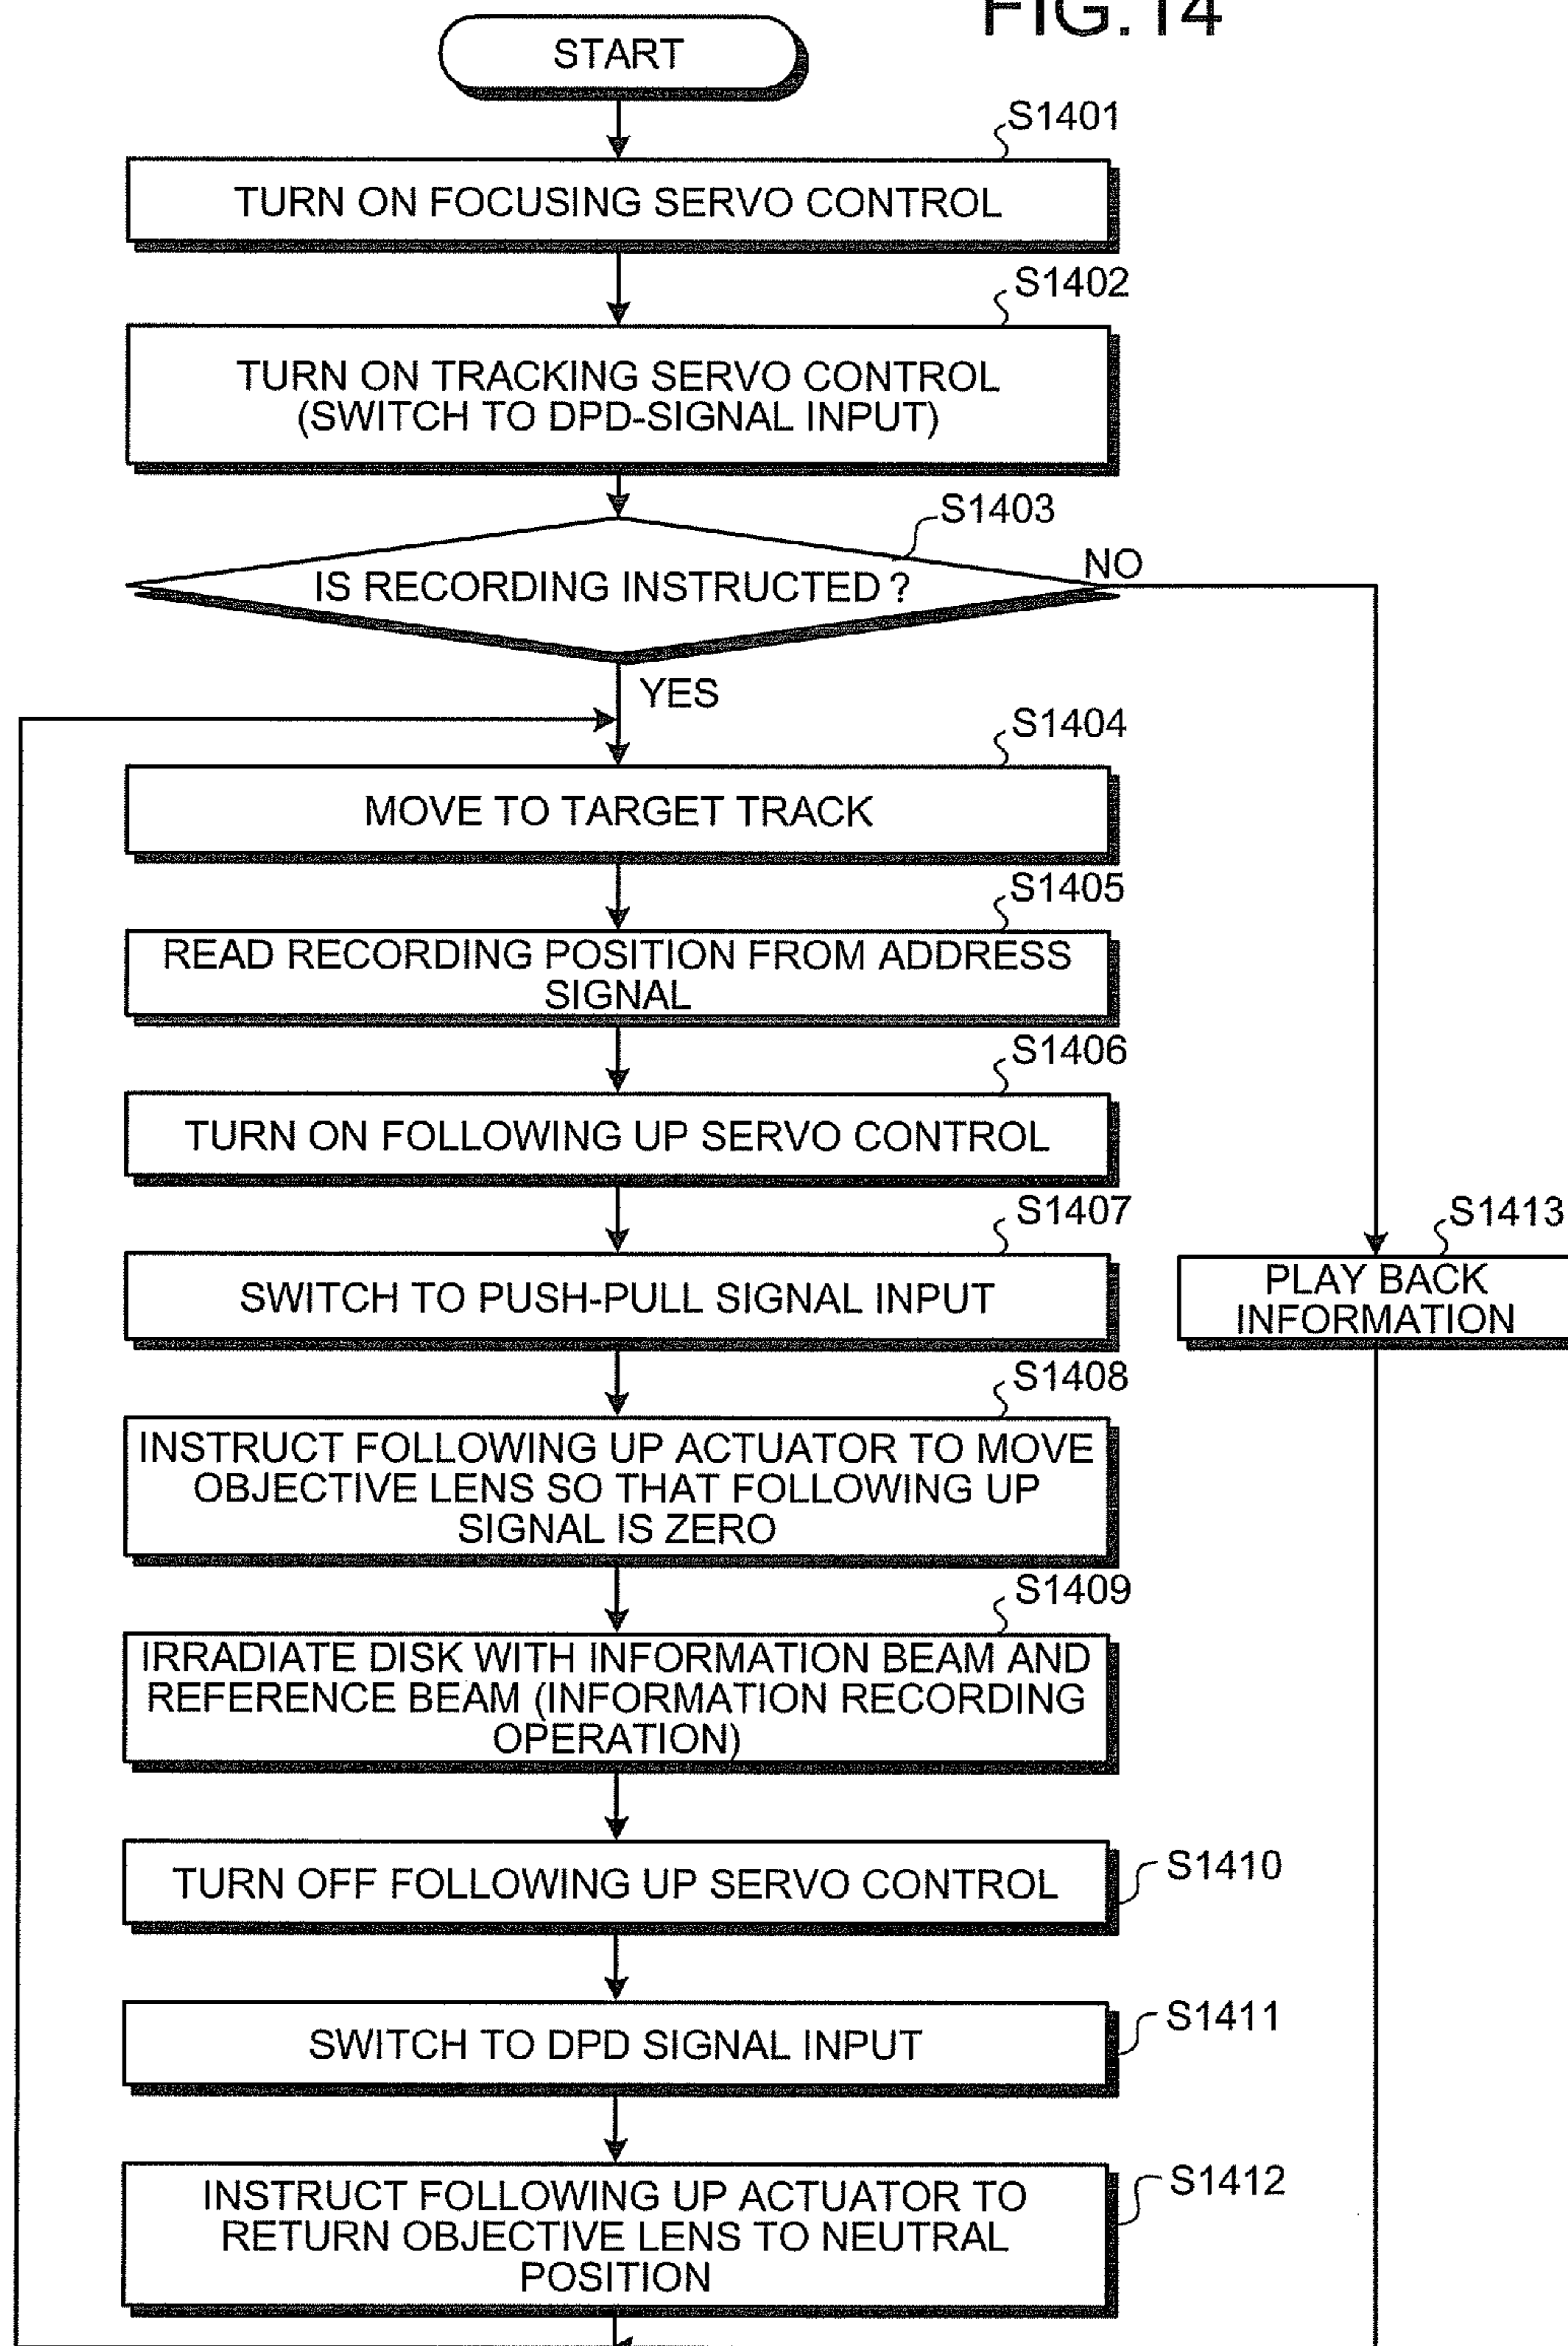 FIG.14
START
S1401
TURN ON FOCUSING SERVO CONTROL
S1402
TURN ON TRACKING SERVO CONTROL
(SWITCH TO DPD-SIGNAL INPUT)
S1403
IS RECORDING INSTRUCTED?
NO
YES
S1404
MOVE TO TARGET TRACK
S1405
READ RECORDING POSITION FROM ADDRESS
SIGNAL
S1406
TURN ON FOLLOWING UP SERVO CONTROL
S1407
SWITCH TO PUSH-PULL SIGNAL INPUT
S1413
PLAY BACK
INFORMATION
S1408
INSTRUCT FOLLOWING UP ACTUATOR TO MOVE
OBJECTIVE LENS SO THAT FOLLOWING UP
SIGNAL IS ZERO
S1409
IRRADIATE DISK WITH INFORMATION BEAM AND
REFERENCE BEAM (INFORMATION RECORDING
OPERATION)
S1410
TURN OFF FOLLOWING UP SERVO CONTROL
S1411
SWITCH TO DPD SIGNAL INPUT
S1412
INSTRUCT FOLLOWING UP ACTUATOR TO
RETURN OBJECTIVE LENS TO NEUTRAL
POSITION